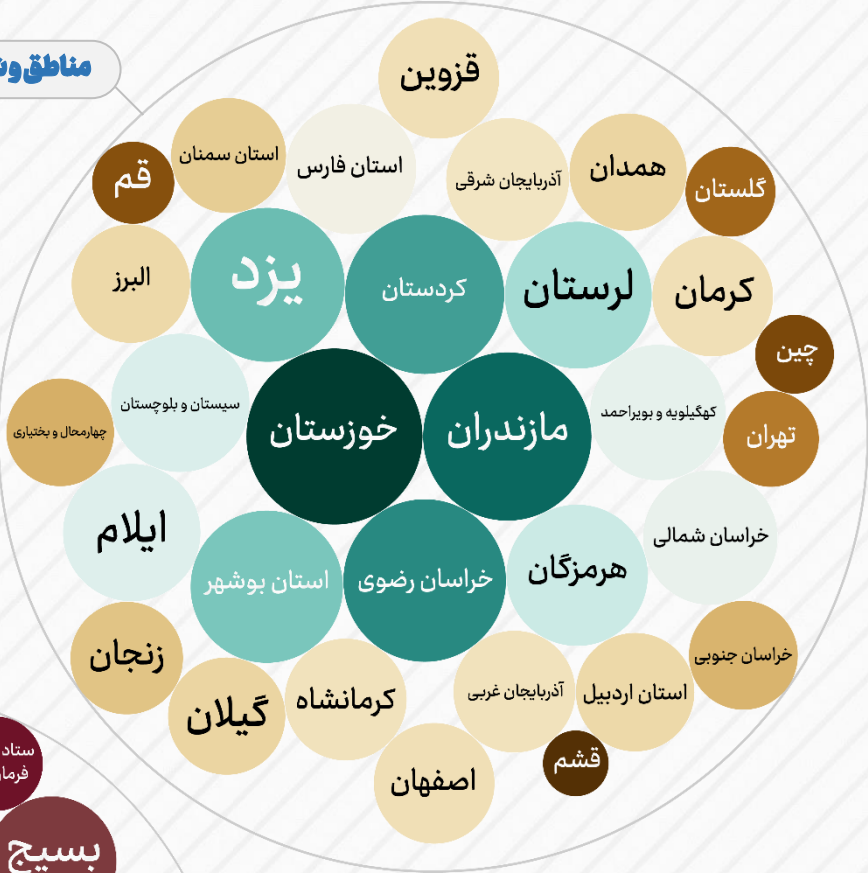 مناطق
قزوین
همدان
آذربایجان شرقی
استان فارس
استان سمنان
قم
گلستان
لرستان
کردستان
یزد
البرز
کرمان
چین
تهران
کهگیلویه و بویراحمد
مازندران
خوزستان
سیستان و بلوچستان
چهارمحال و بختیاری
خراسان شمالی
هرمزگان
خراسان رضوی
استان بوشهر
ایلام
خراسان جنوبی
استان اردبیل
آذربایجان غربی
کرمانشاه
گیلان
زنجان
قشم
اصفهان
ستاد
بسیج